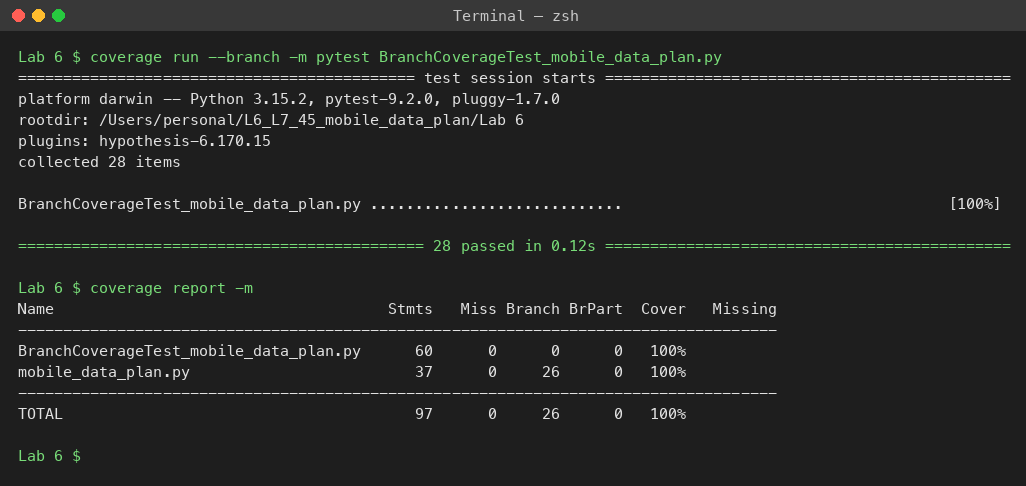 Terminal — zsh
Lab 6 $ coverage run --branch -m pytest BranchCoverageTest_mobile_data_plan.py
============================================ test session starts =============================================
platform darwin -- Python 3.15.2, pytest-9.2.0, pluggy-1.7.0
rootdir: /Users/personal/L6_L7_45_mobile_data_plan/Lab 6
plugins: hypothesis-6.170.15
collected 28 items
BranchCoverageTest_mobile_data_plan.py ............................                                    [100%]
============================================= 28 passed in 0.12s =============================================
Lab 6 $ coverage report -m
Name                                     Stmts   Miss Branch BrPart  Cover   Missing
------------------------------------------------------------------------------------
BranchCoverageTest_mobile_data_plan.py      60      0      0      0   100%
mobile_data_plan.py                         37      0     26      0   100%
------------------------------------------------------------------------------------
TOTAL                                       97      0     26      0   100%
Lab 6 $